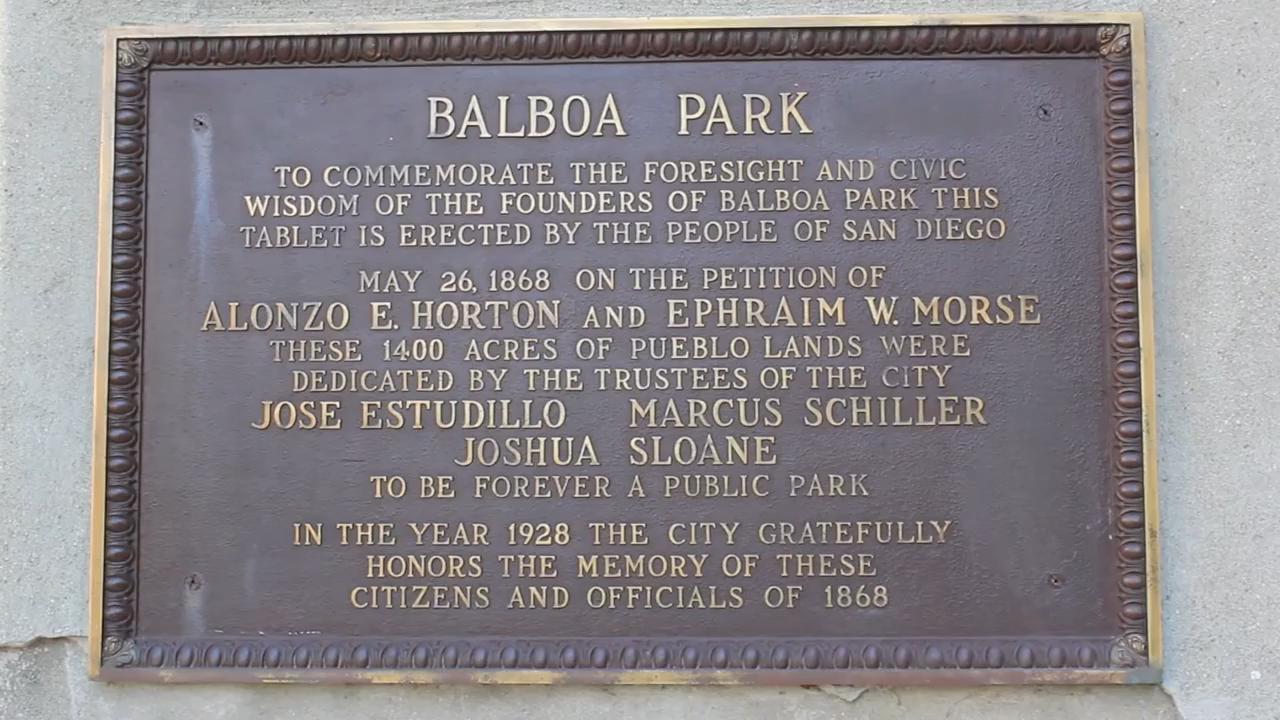 BALBOA PARK
TO COMMEMORATE THE FORESIGHT AND CIVIC
WISDOM OF THE FOUNDERS OF BALBOA PARK THIS
TABLET IS ERECTED BY THE PEOPLE OF SAN DIEGO
MAY 26, 1868 ON THE PETITION OF
ALONZO E. HORTON AND EPHRAIM W. MORSE
THESE 1400 ACRES OF PUEBLO LANDS WERE
DEDICATED BY THE TRUSTEES OF THE CITY
JOSE ESTUDILLO MARCUS SCHILLER
JOSHUA SLOANE
TO BE FOREVER A PUBLIC PARK
IN THE YEAR 1928 THE CITY GRATEFULLY
HONORS THE MEMORY OF THESE
CITIZENS AND OFFICIALS OF 1868